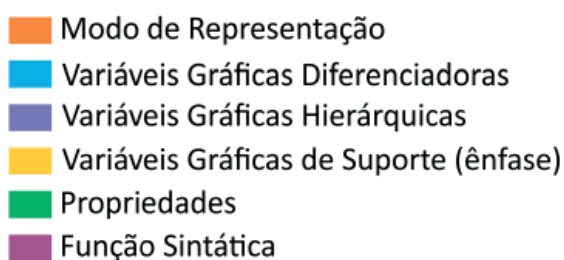 Modo de Representação
Variáveis Gráficas Diferenciadoras
Variáveis Gráficas Hierárquicas
Variáveis Gráficas de Suporte (ênfase)
Propriedades
Função Sintática